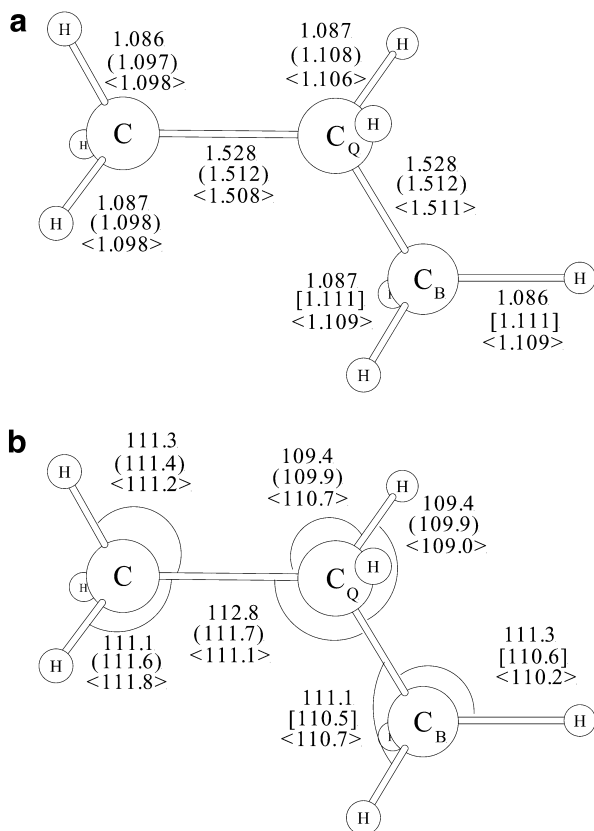 a
H
1.086
(1.097)
<1.098>
1.087
(1.108)
<1.106>
H
H
C
C_Q
H
1.528
(1.512)
<1.508>
1.528
(1.512)
<1.511>
1.087
(1.098)
<1.098>
H
1.087
[1.111]
<1.109>
C_B
H
1.086
[1.111]
<1.109>
H
b
111.3
(111.4)
<111.2>
109.4
(109.9)
<110.7>
H
H
109.4
(109.9)
<109.0>
H
C
C_Q
H
112.8
(111.7)
<111.1>
111.1
(111.6)
<111.8>
H
111.3
[110.6]
<110.2>
111.1
[110.5]
<110.7>
C_B
H
H